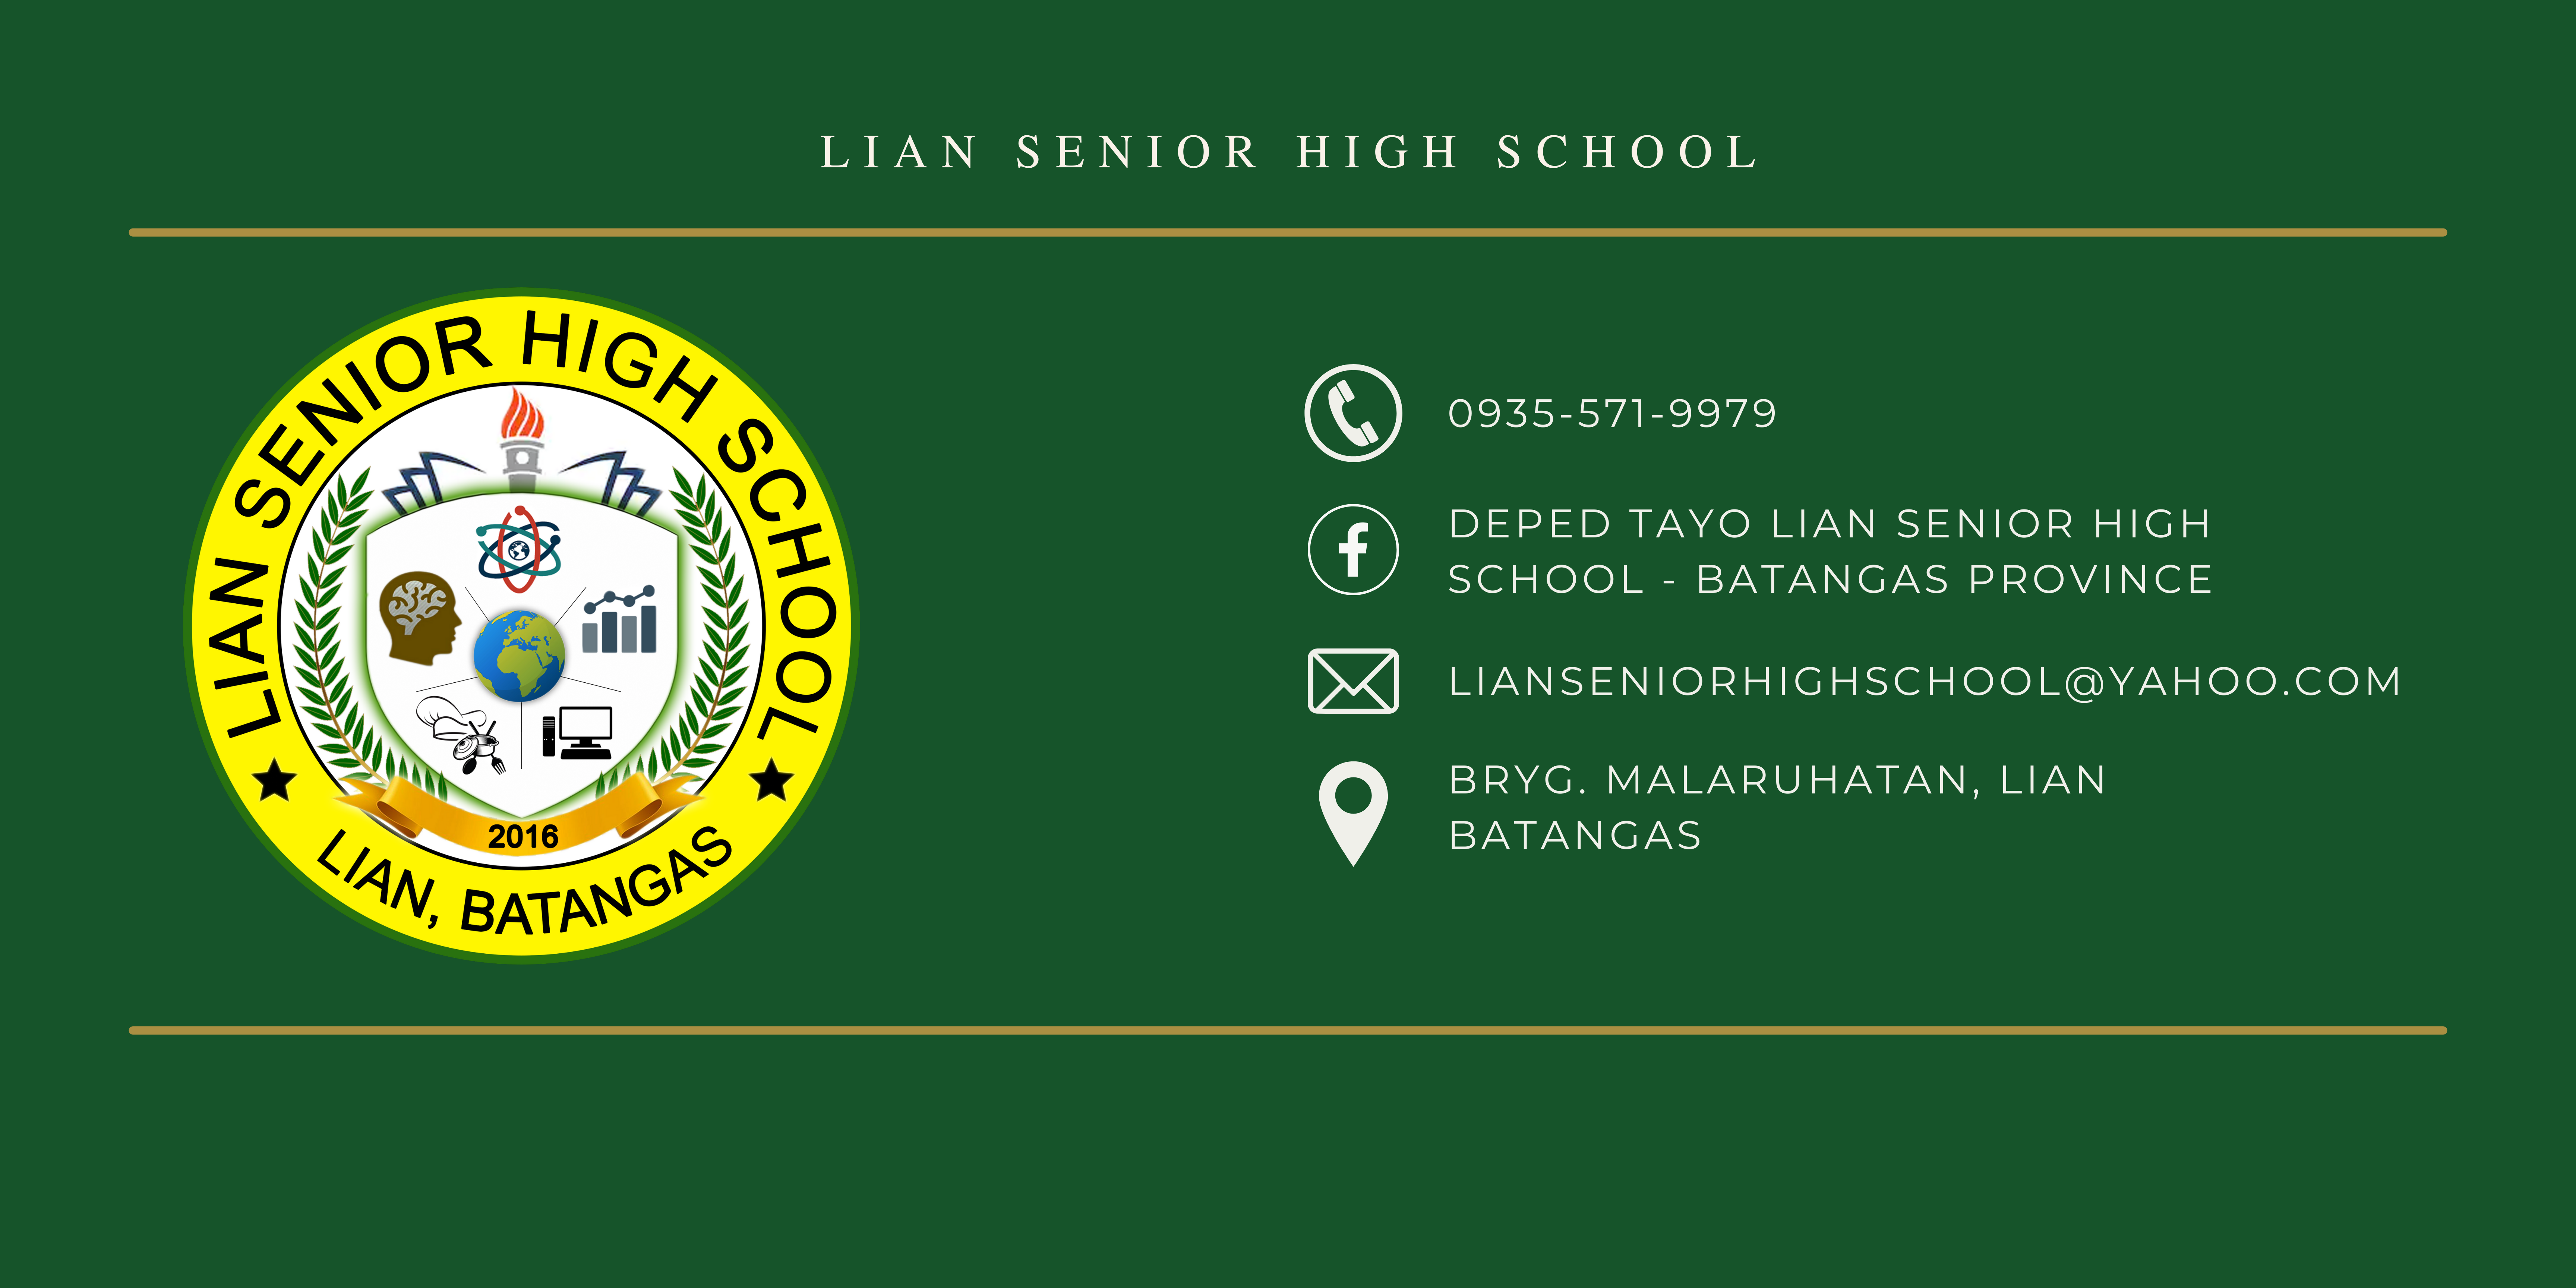 LIAN SENIOR HIGH SCHOOL
LIAN SENIOR HIGH SCHOOL
2016
LIAN, BATANGAS
0935-571-9979
DEPED TAYO LIAN SENIOR HIGH
SCHOOL - BATANGAS PROVINCE
LIANSENIORHIGHSCHOOL@YAHOO.COM
BRYG. MALARUHATAN, LIAN
BATANGAS